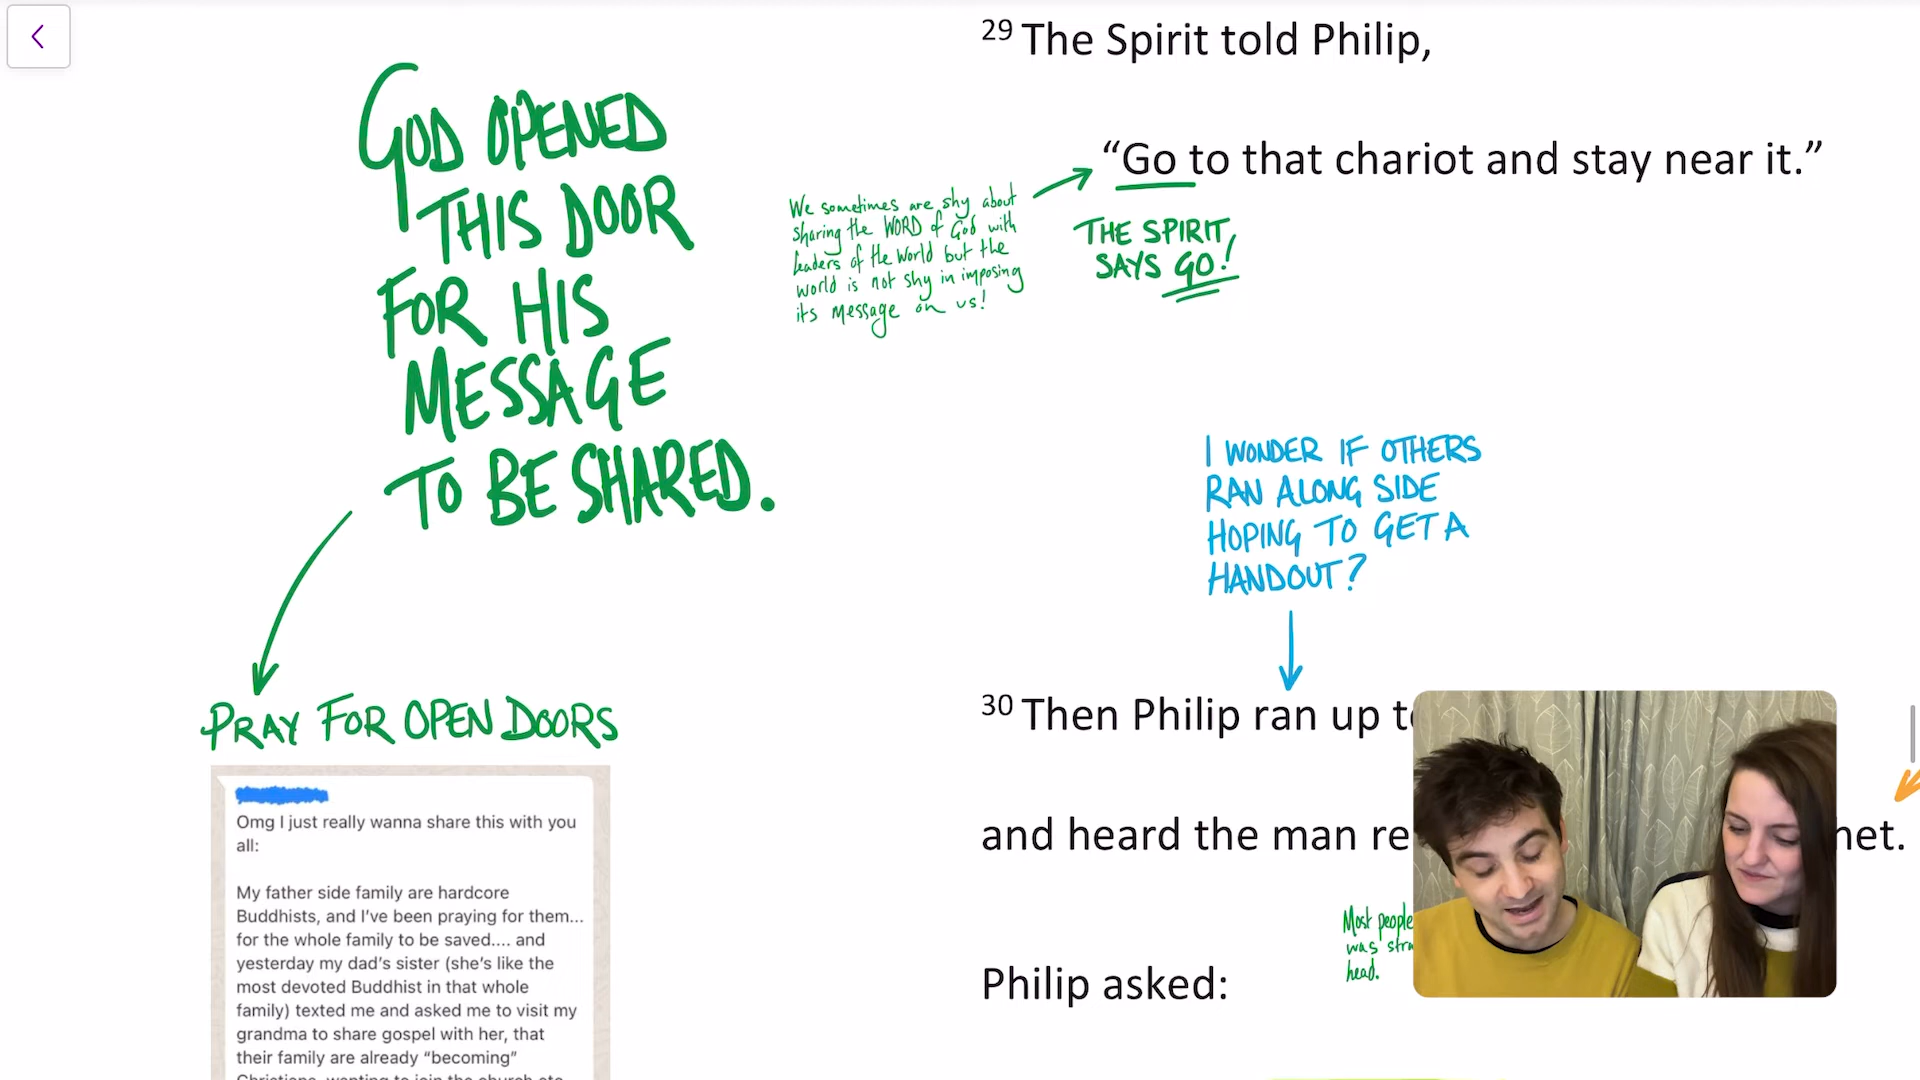 GOD OPENED
THIS DOOR
FOR HIS
MESSAGE
TO BE SHARED.
PRAY FOR OPEN DOORS
Omg I just really wanna share this with you
all:
My father side family are hardcore
Buddhists, and I've been praying for them...
for the whole family to be saved.... and
yesterday my dad's sister (she's like the
most devoted Buddhist in that whole
family) texted me and asked me to visit my
grandma to share gospel with her, that
their family are already “becoming”
29 The Spirit told Philip,
“Go to that chariot and stay near it.”
We sometimes are shy about
sharing the WORD of God with
leaders of the world but the
world is not shy in imposing
its message on us!
THE SPIRIT
SAYS GO!
I WONDER IF OTHERS
RAN ALONG SIDE
HOPING TO GET A
HANDOUT?
30 Then Philip ran up
and heard the man
Most people
was
head.
Philip asked: